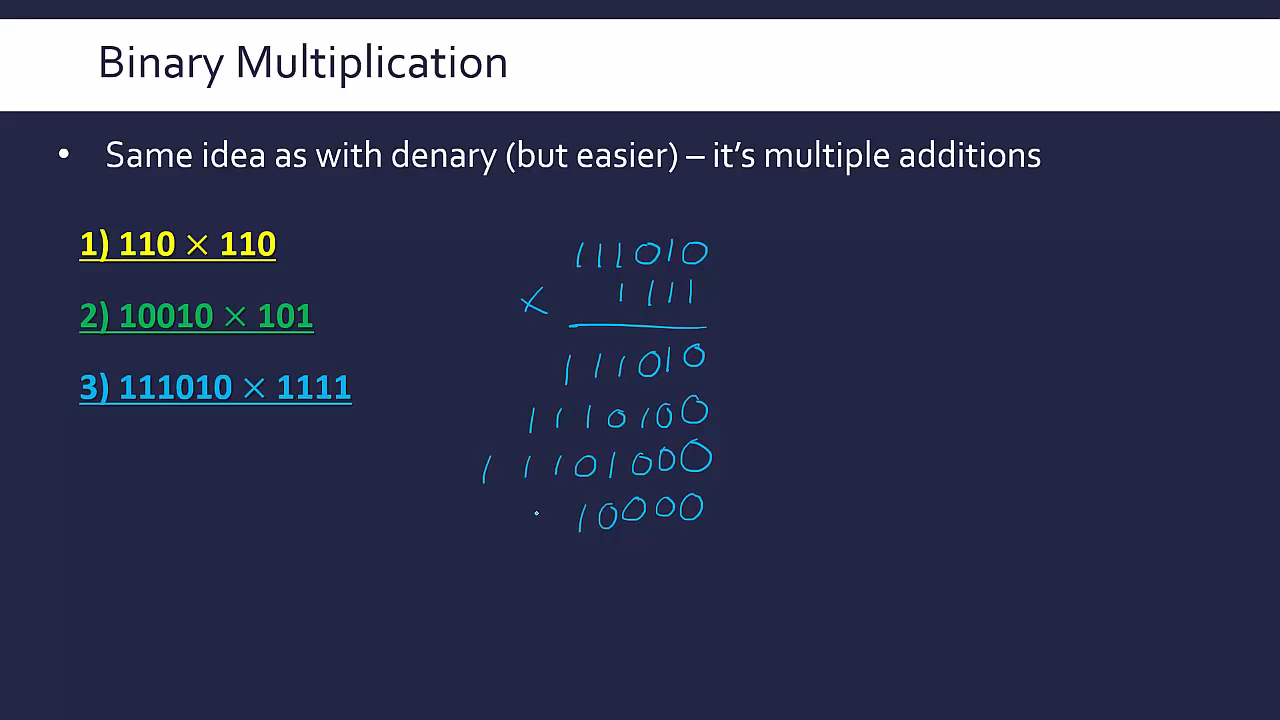 Binary Multiplication
• Same idea as with denary (but easier) – it's multiple additions
1) 110 × 110
2) 10010 × 101
3) 111010 × 1111
111010
× 1111
111010
1110100
11101000
10000